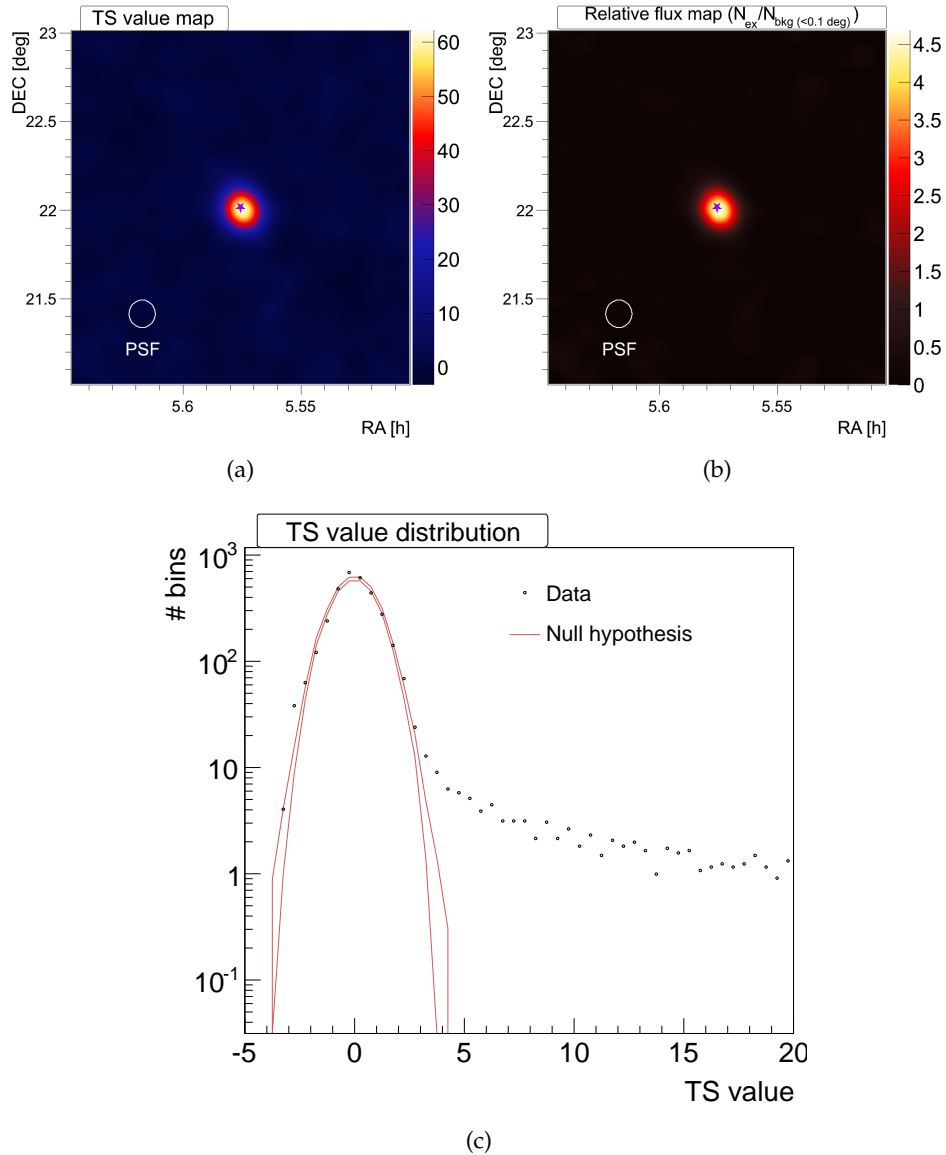 TS value map
DEC [deg]
23
22.5
22
21.5
60
50
40
30
20
10
0
PSF
5.6
5.55
RA [h]
(a)
Relative flux map (N_ex/N_bkg (<0.1 deg))
DEC [deg]
23
22.5
22
21.5
4.5
4
3.5
3
2.5
2
1.5
1
0.5
0
PSF
5.6
5.55
RA [h]
(b)
TS value distribution
# bins
10^3
10^2
10
1
10^-1
Data
Null hypothesis
-5
0
5
10
15
20
TS value
(c)